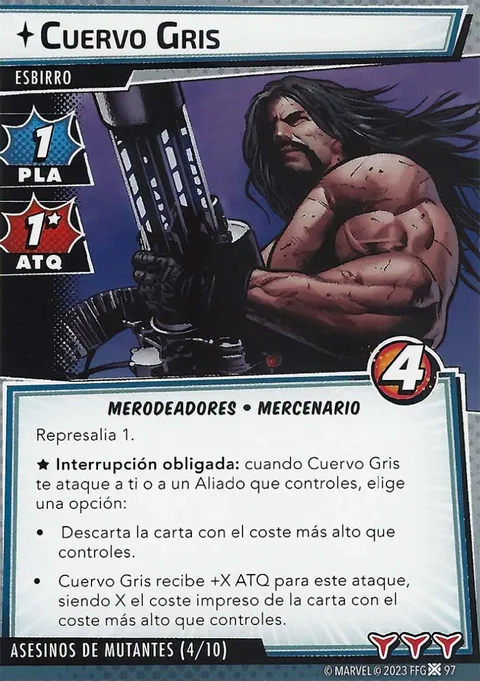 Cuervo Gris
ESBIRRO
1
PLA
1★
ATQ
4
MERODEADORES • MERCENARIO
Represalia 1.
★ Interrupción obligada: cuando Cuervo Gris
te ataque a ti o a un Aliado que controles, elige
una opción:
• Descarta la carta con el coste más alto que
controles.
• Cuervo Gris recibe +X ATQ para este ataque,
siendo X el coste impreso de la carta con el
coste más alto que controles.
ASESINOS DE MUTANTES (4/10)
© MARVEL © 2023 FFG 97